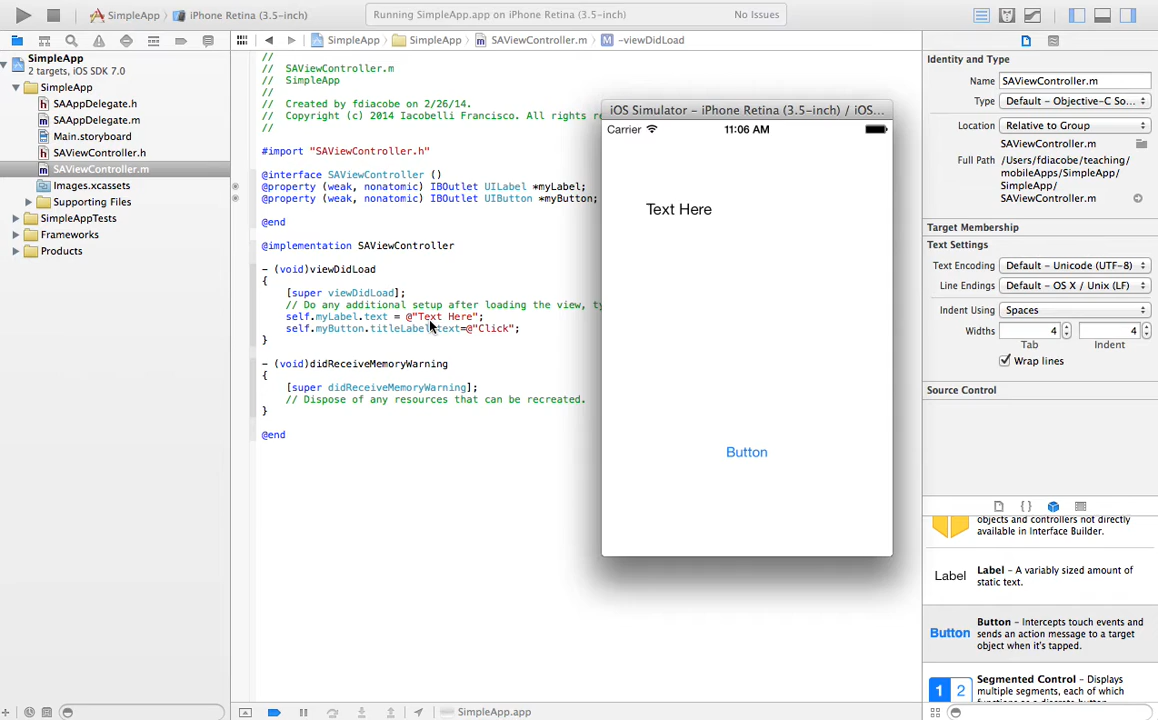 SimpleApp
iPhone Retina (3.5-inch)
Running SimpleApp.app on iPhone Retina (3.5-inch)
No Issues
SimpleApp
SimpleApp
SAViewController.m
M
-viewDidLoad
SimpleApp
2 targets, iOS SDK 7.0
SimpleApp
h SAAppDelegate.h
m SAAppDelegate.m
Main.storyboard
h SAViewController.h
m SAViewController.m
Images.xcassets
Supporting Files
SimpleAppTests
Frameworks
Products
//
// SAViewController.m
// SimpleApp
//
// Created by fdiacobe on 2/26/14.
// Copyright (c) 2014 Iacobelli Francisco. All rights re
//
#import "SAViewController.h"
@interface SAViewController ()
@property (weak, nonatomic) IBOutlet UILabel *myLabel;
@property (weak, nonatomic) IBOutlet UIButton *myButton;
@end
@implementation SAViewController
- (void)viewDidLoad
{
[super viewDidLoad];
// Do any additional setup after loading the view, ty
self.myLabel.text = @"Text Here";
self.myButton.titleLabel.text=@"Click";
}
- (void)didReceiveMemoryWarning
{
[super didReceiveMemoryWarning];
// Dispose of any resources that can be recreated.
}
@end
iOS Simulator – iPhone Retina (3.5-inch) / iOS...
Carrier
11:06 AM
Text Here
Button
Identity and Type
Name SAViewController.m
Type Default – Objective-C So...
Location Relative to Group
SAViewController.m
Full Path /Users/fdiacobe/teaching/
mobileApps/SimpleApp/
SimpleApp/
SAViewController.m
Target Membership
Text Settings
Text Encoding Default – Unicode (UTF-8)
Line Endings Default – OS X / Unix (LF)
Indent Using Spaces
Widths 4 4
Tab Indent
Wrap lines
Source Control
{ }
objects and controllers not directly
available in Interface Builder.
Label
Label – A variably sized amount of
static text.
Button
Button – Intercepts touch events and
sends an action message to a target
object when it's tapped.
1 2
Segmented Control – Displays
multiple segments, each of which
SimpleApp.app